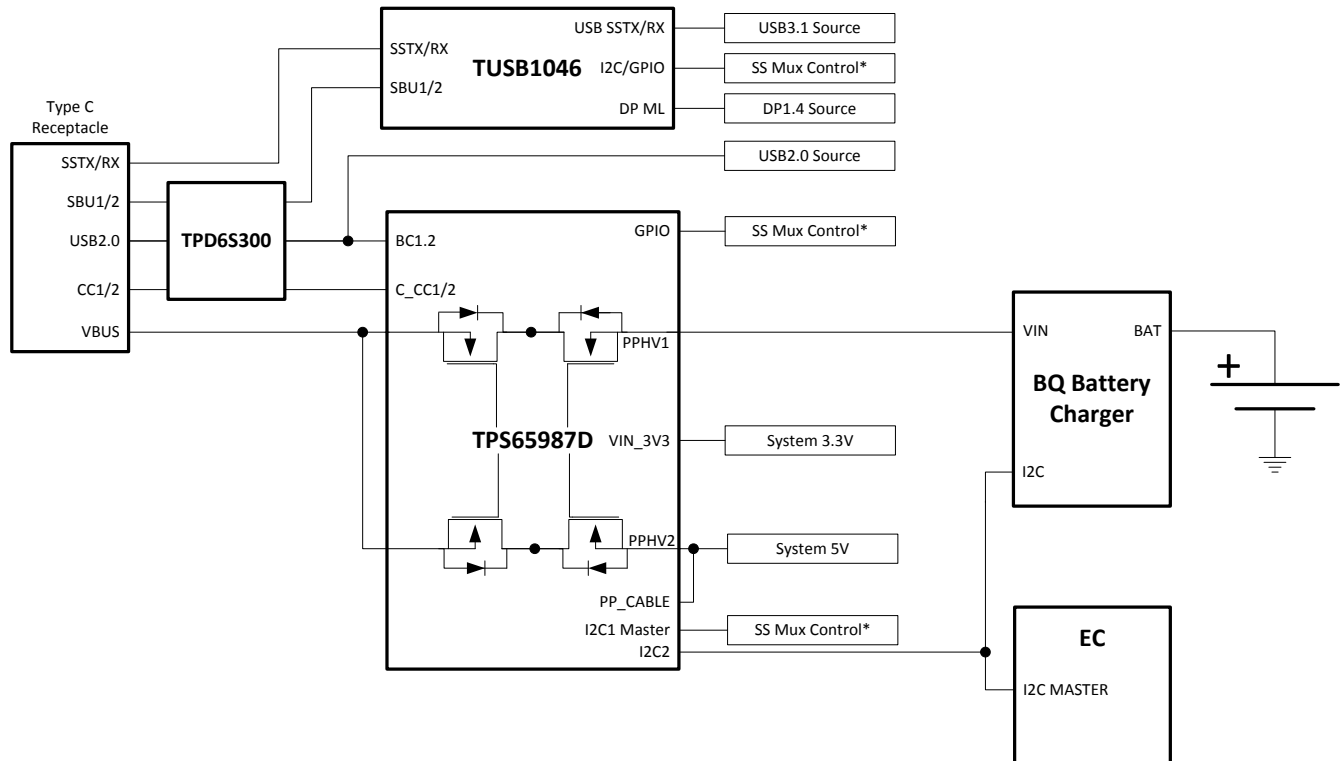 USB SSTX/RX
USB3.1 Source
SSTX/RX
TUSB1046
I2C/GPIO
SS Mux Control*
SBU1/2
DP ML
DP1.4 Source
Type C
Receptacle
SSTX/RX
USB2.0 Source
SBU1/2
TPD6S300
USB2.0
BC1.2
GPIO
SS Mux Control*
CC1/2
C_CC1/2
VBUS
PPHV1
VIN
BAT
+
BQ Battery
Charger
TPS65987D
VIN_3V3
System 3.3V
I2C
PPHV2
System 5V
PP_CABLE
I2C1 Master
SS Mux Control*
I2C2
EC
I2C MASTER